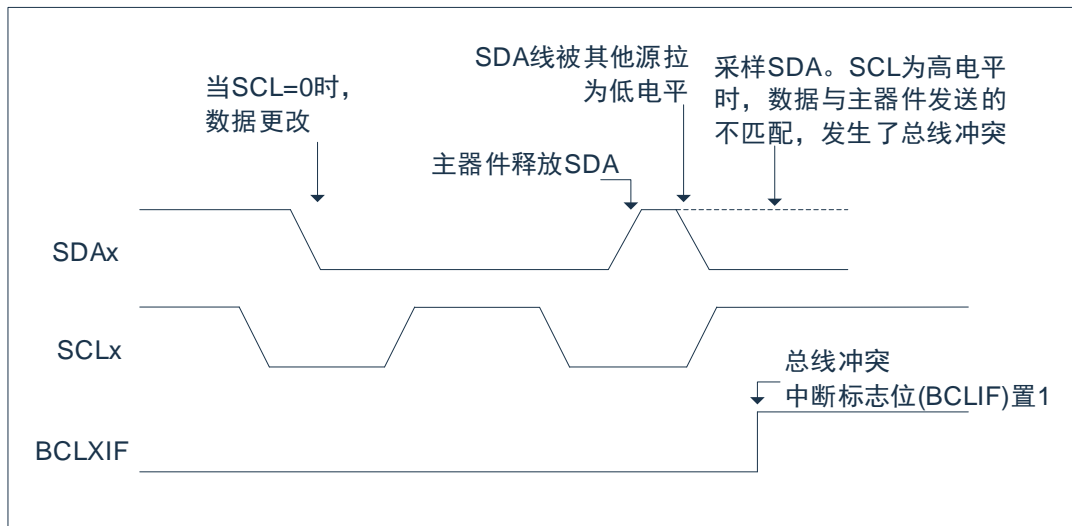 当SCL=0时，
数据更改
SDA线被其他源拉
为低电平
采样SDA。SCL为高电平
时，数据与主器件发送的
不匹配，发生了总线冲突
主器件释放SDA
SDAx
SCLx
总线冲突
中断标志位(BCLIF)置1
BCLXIF